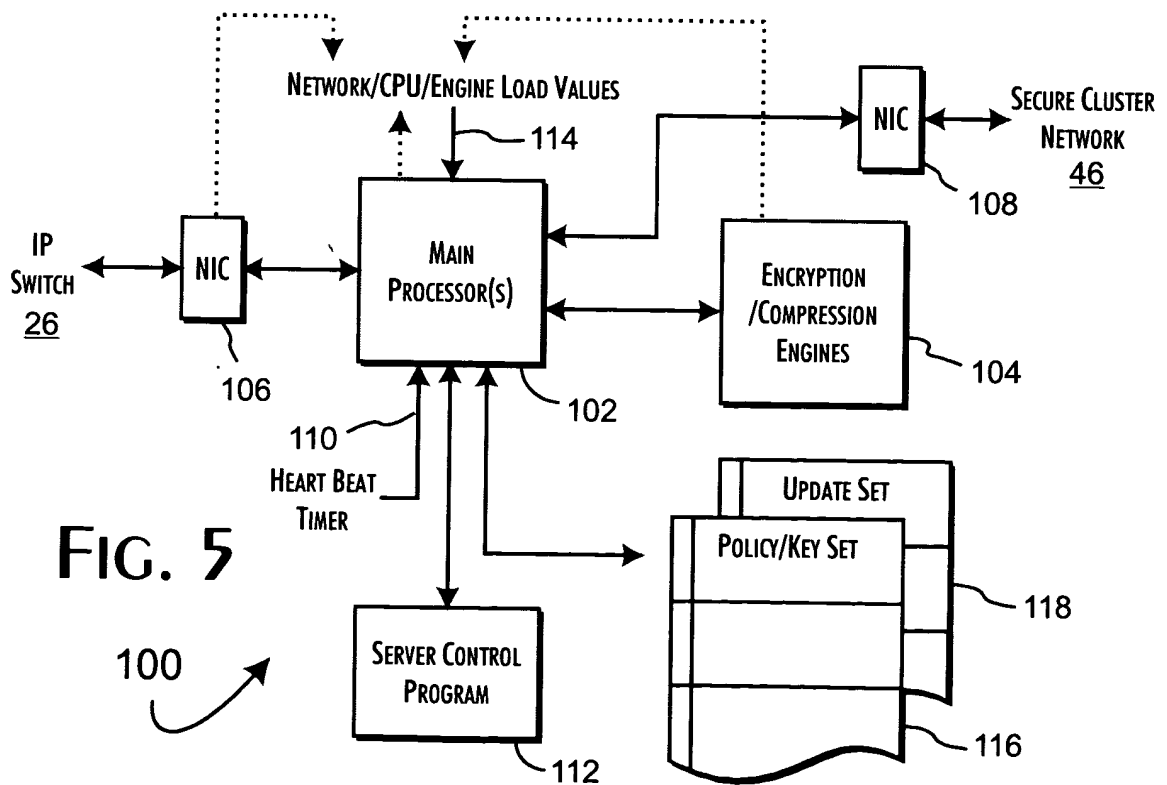 NETWORK/CPU/ENGINE LOAD VALUES
114
NIC
SECURE CLUSTER
NETWORK
46
108
IP
SWITCH
26
NIC
106
MAIN
PROCESSOR(S)
102
ENCRYPTION
/COMPRESSION
ENGINES
104
110
HEART BEAT
TIMER
UPDATE SET
POLICY/KEY SET
118
116
FIG. 5
100
SERVER CONTROL
PROGRAM
112